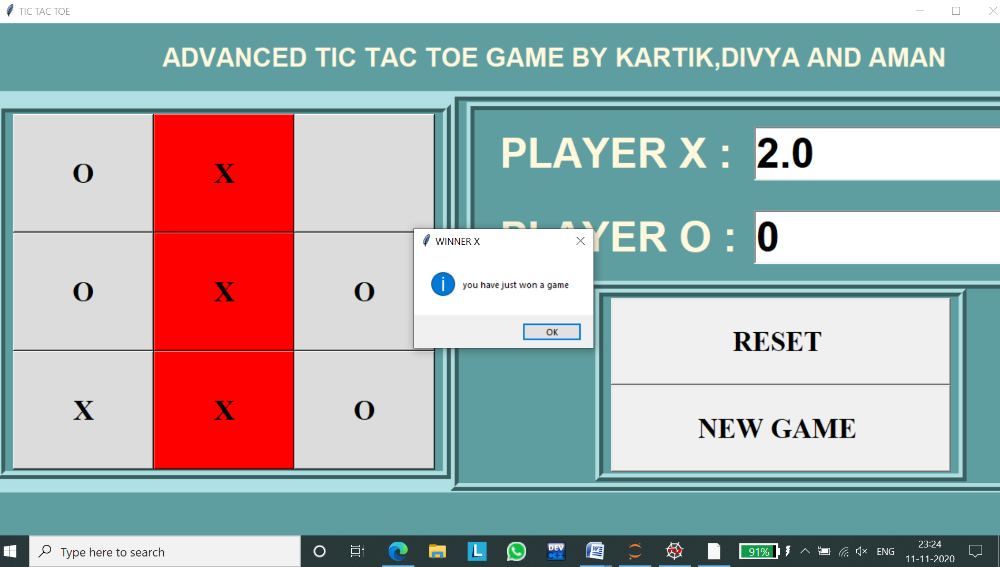 TIC TAC TOE
ADVANCED TIC TAC TOE GAME BY KARTIK,DIVYA AND AMAN
O X
O X O
X X O
PLAYER X : 2.0
PLAYER O : 0
WINNER X
you have just won a game
OK
RESET
NEW GAME
Type here to search
L
DEV
C++
W
91%
ENG
23:24
11-11-2020